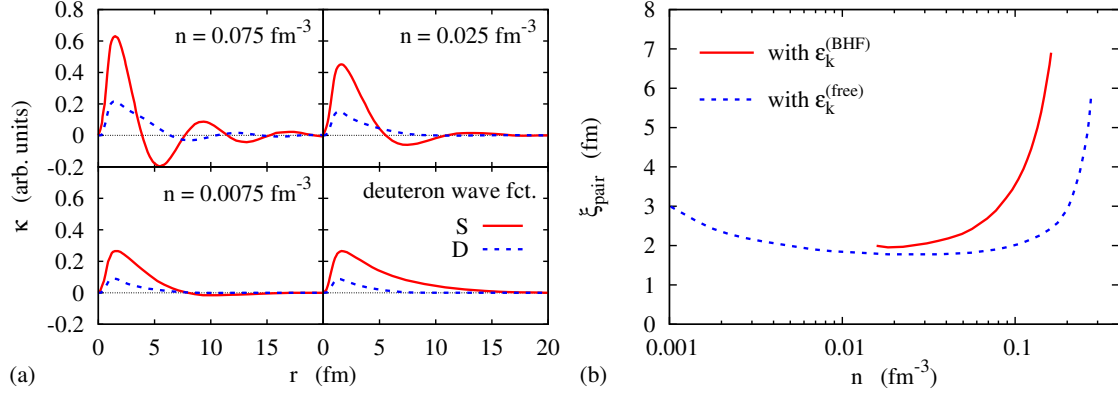 0.8
0.6
0.4
0.2
0
-0.2
0.6
0.4
0.2
0
-0.2
κ (arb. units)
n = 0.075 fm⁻³
n = 0.025 fm⁻³
n = 0.0075 fm⁻³
deuteron wave fct.
S
D
0 5 10 15 0 5 10 15 20
r (fm)
(a)
8
7
6
5
4
3
2
1
0
ξpair (fm)
with εk(BHF)
with εk(free)
0.001 0.01 0.1
n (fm⁻³)
(b)